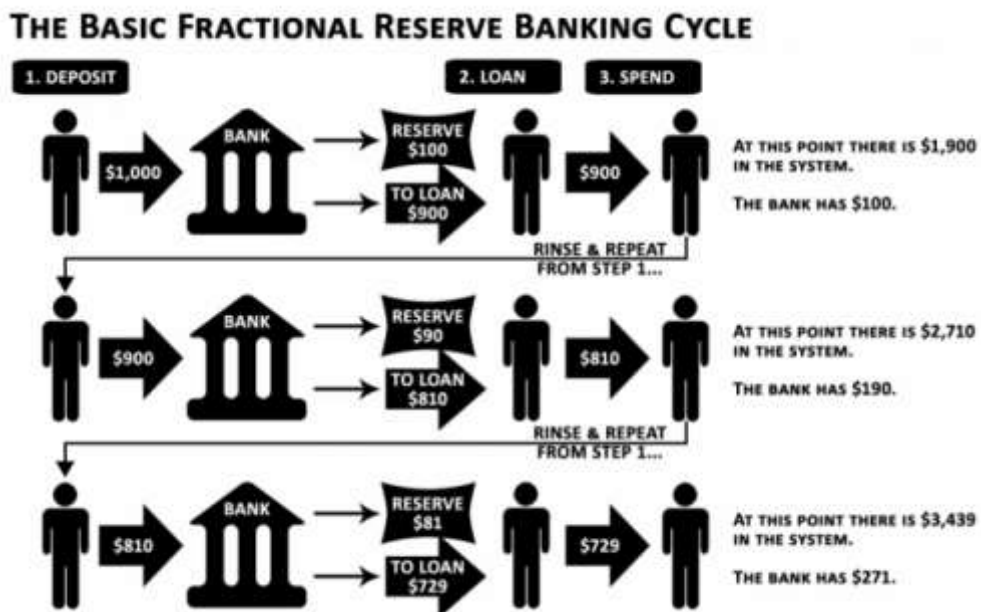 THE BASIC FRACTIONAL RESERVE BANKING CYCLE
1. DEPOSIT
2. LOAN
3. SPEND
$1,000
BANK
RESERVE
$100
TO LOAN
$900
$900
AT THIS POINT THERE IS $1,900
IN THE SYSTEM.
THE BANK HAS $100.
RINSE & REPEAT
FROM STEP 1...
$900
BANK
RESERVE
$90
TO LOAN
$810
$810
AT THIS POINT THERE IS $2,710
IN THE SYSTEM.
THE BANK HAS $190.
RINSE & REPEAT
FROM STEP 1...
$810
BANK
RESERVE
$81
TO LOAN
$729
$729
AT THIS POINT THERE IS $3,439
IN THE SYSTEM.
THE BANK HAS $271.